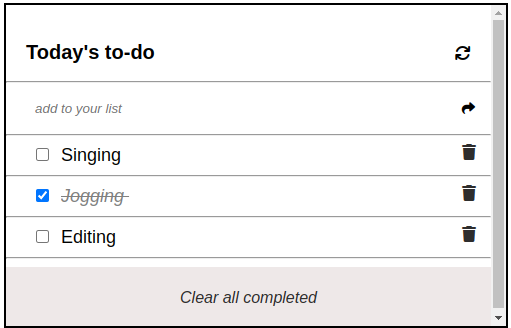 Today's to-do
add to your list
Singing
Jogging
Editing
Clear all completed